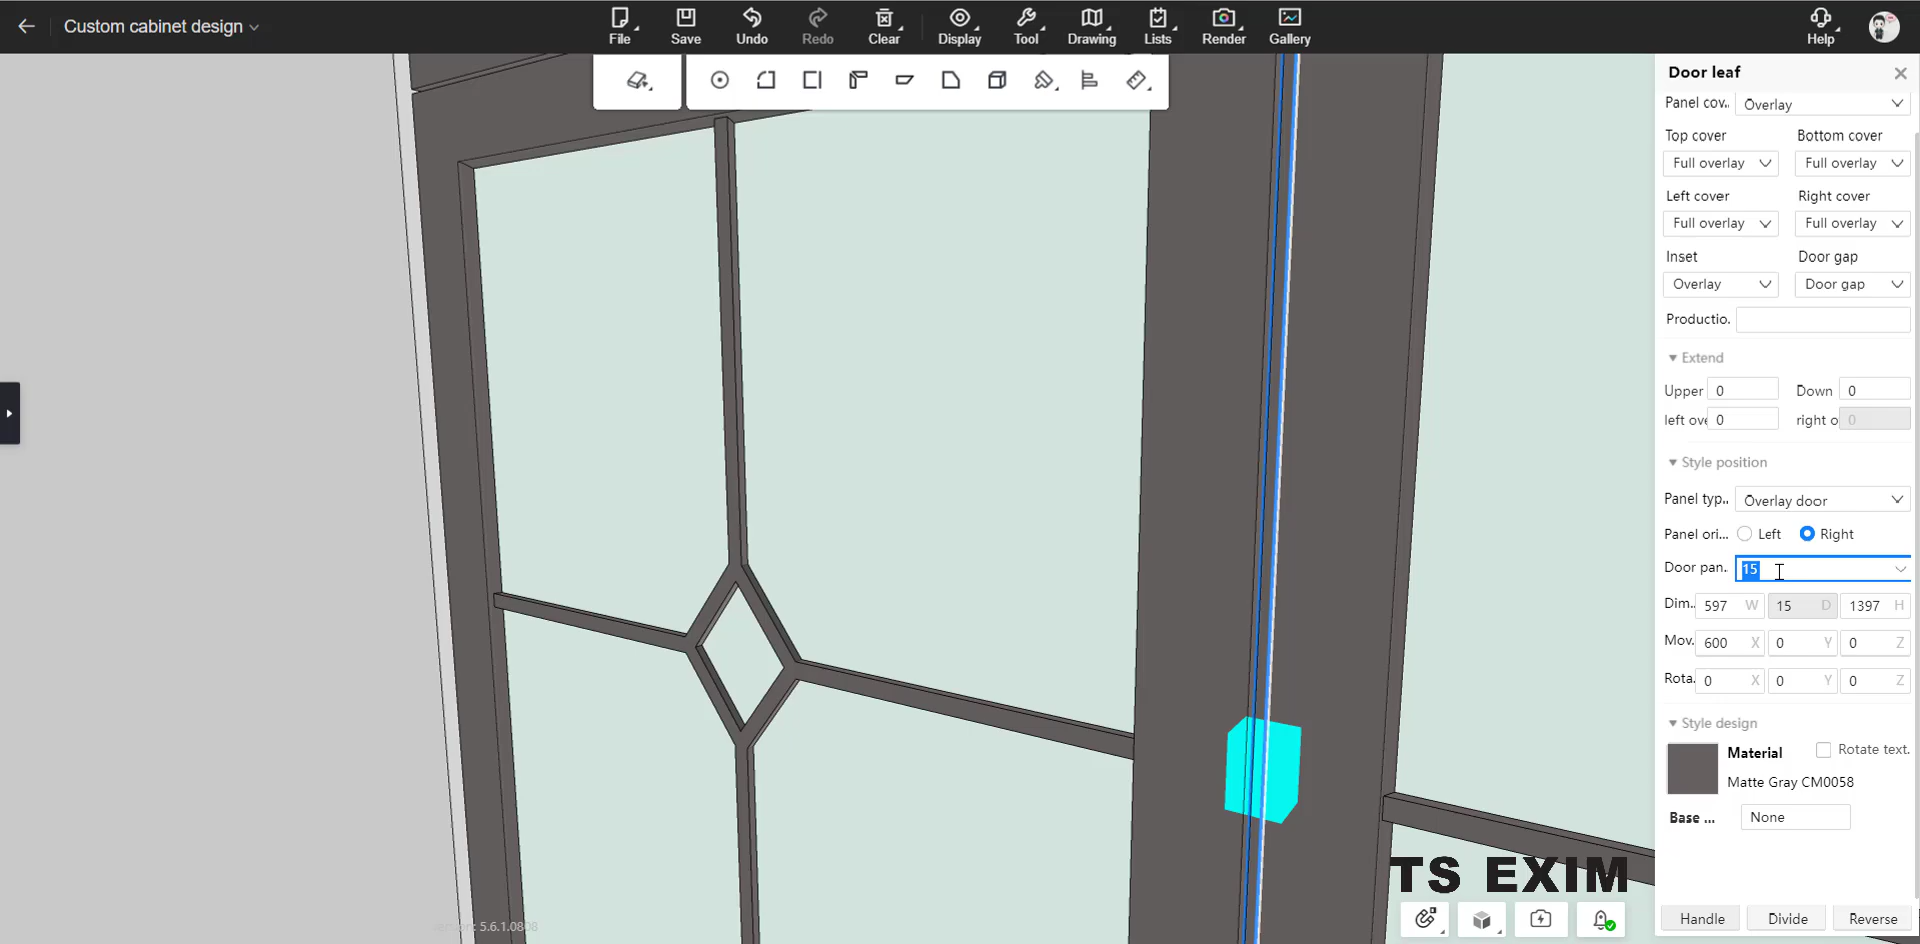 Custom cabinet design
File
Save
Undo
Redo
Clear
Display
Tool
Drawing
Lists
Render
Gallery
Help
Door leaf
Panel cov.. Overlay
Top cover Bottom cover
Full overlay Full overlay
Left cover Right cover
Full overlay Full overlay
Inset Door gap
Overlay Door gap
Productio.
Extend
Upper 0 Down 0
left ove 0 right o 0
Style position
Panel typ.. Overlay door
Panel ori... Left Right
Door pan. 15
Dim.. 597 W 15 D 1397 H
Mov. 600 X 0 Y 0 Z
Rota. 0 X 0 Y 0 Z
Style design
Material Rotate text.
Matte Gray CM0058
Base ... None
TS EXIM
Handle Divide Reverse
version: 5.6.1.0808